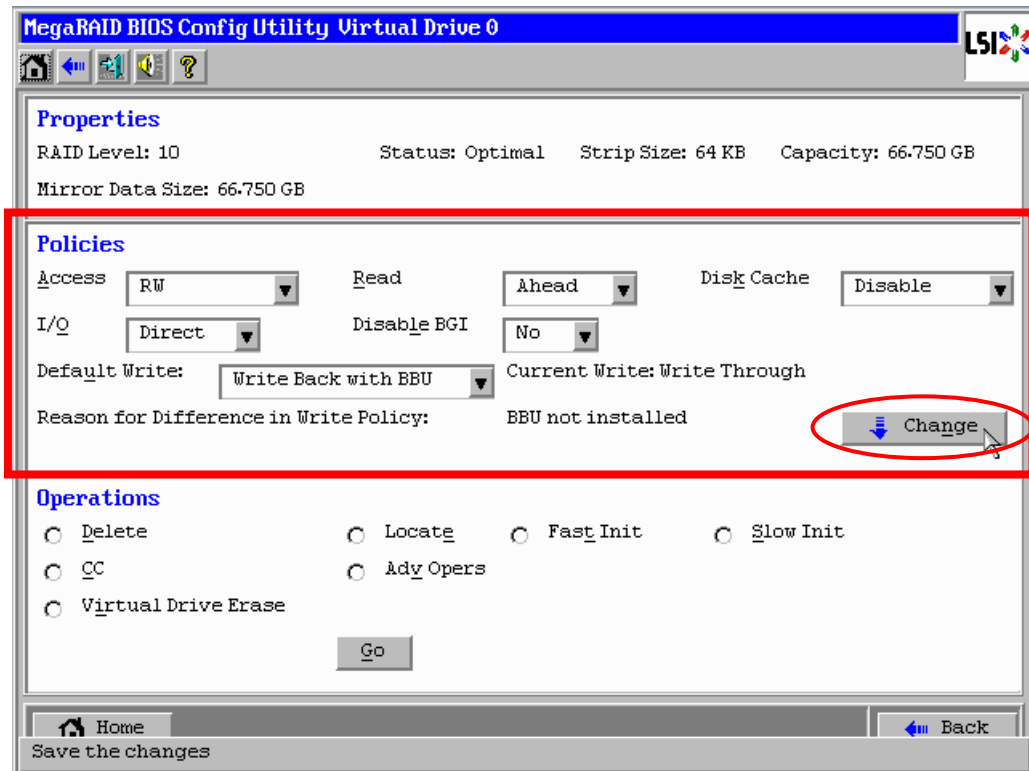 MegaRAID BIOS Config Utility Virtual Drive 0
LSI
Properties
RAID Level: 10 Status: Optimal Strip Size: 64 KB Capacity: 66.750 GB
Mirror Data Size: 66.750 GB
Policies
Access RW Read Ahead Disk Cache Disable
I/O Direct Disable BGI No
Default Write: Write Back with BBU Current Write: Write Through
Reason for Difference in Write Policy: BBU not installed
Change
Operations
Delete Locate Fast Init Slow Init
CC Adv Opers
Virtual Drive Erase
Go
Home Back
Save the changes